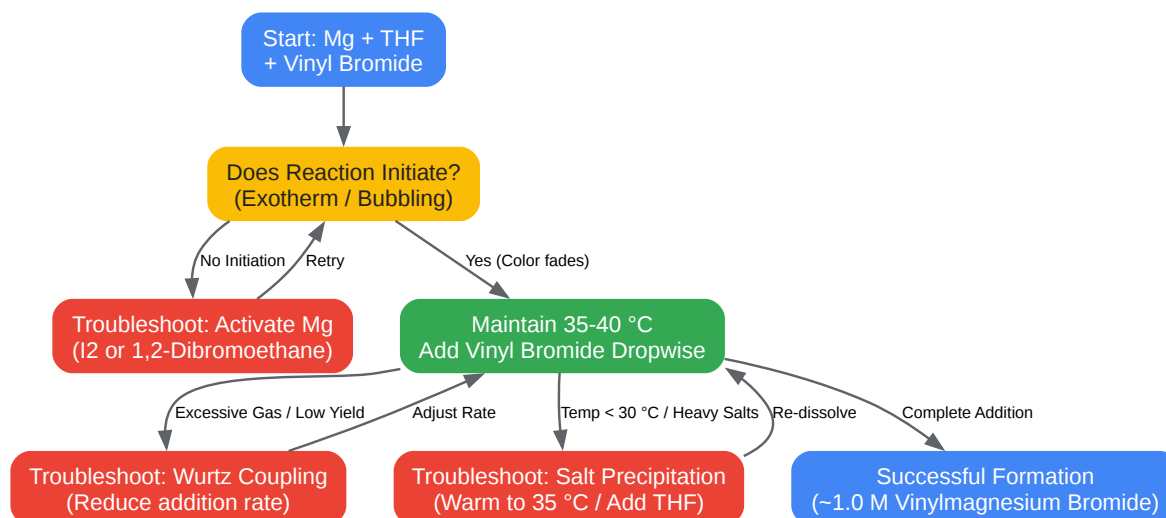 Start: Mg + THF
+ Vinyl Bromide
Does Reaction Initiate?
(Exotherm / Bubbling)
No Initiation
Retry
Yes (Color fades)
Troubleshoot: Activate Mg
(I2 or 1,2-Dibromoethane)
Maintain 35-40 °C
Add Vinyl Bromide Dropwise
Excessive Gas / Low Yield
Adjust Rate
Temp < 30 °C / Heavy Salts
Re-dissolve
Complete Addition
Troubleshoot: Wurtz Coupling
(Reduce addition rate)
Troubleshoot: Salt Precipitation
(Warm to 35 °C / Add THF)
Successful Formation
(~1.0 M Vinylmagnesium Bromide)